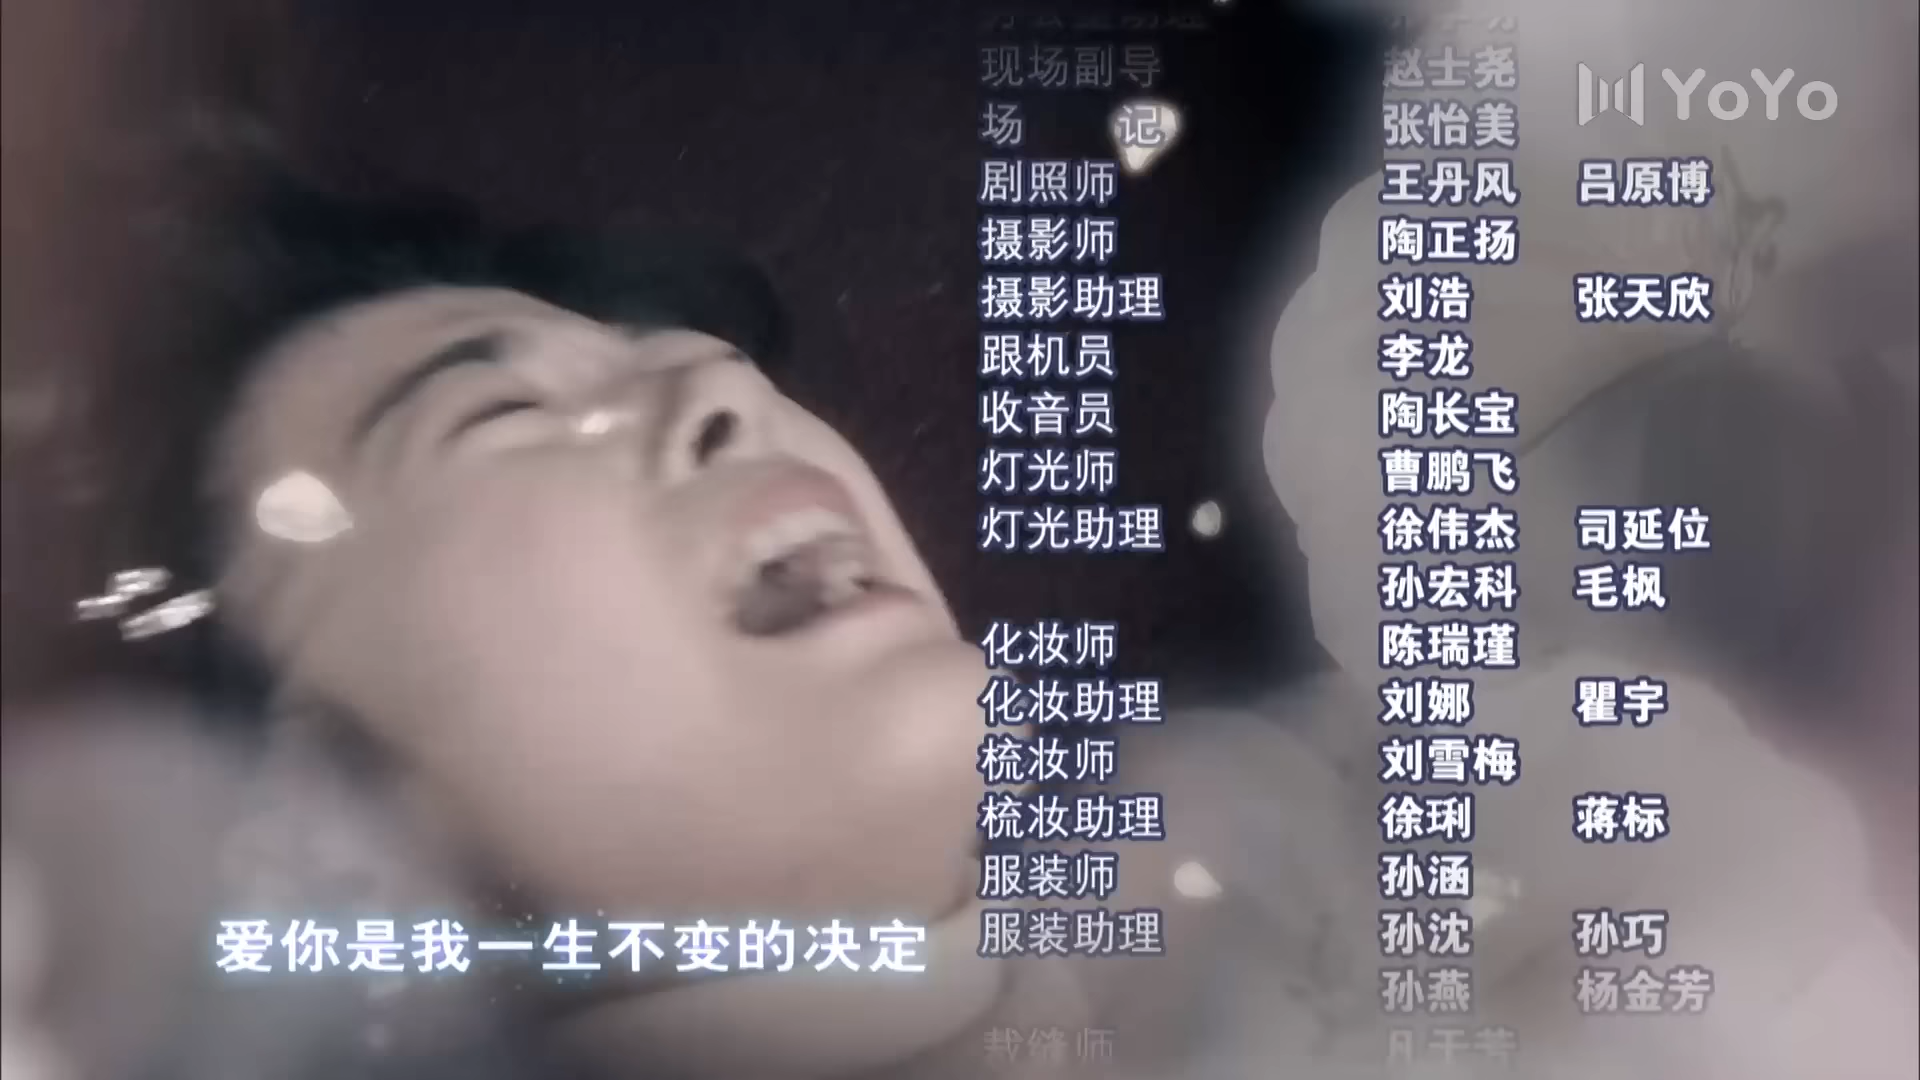 现场副导 赵士尧
YOYO
场 记 张怡美
剧照师 王丹风 吕原博
摄影师 陶正扬
摄影助理 刘浩 张天欣
跟机员 李龙
收音员 陶长宝
灯光师 曹鹏飞
灯光助理 徐伟杰 司延位
孙宏科 毛枫
化妆师 陈瑞瑾
化妆助理 刘娜 瞿宇
梳妆师 刘雪梅
梳妆助理 徐琍 蒋标
服装师 孙涵
服装助理 孙沈 孙巧
爱你是我一生不变的决定
孙燕 杨金芳
裁缝师